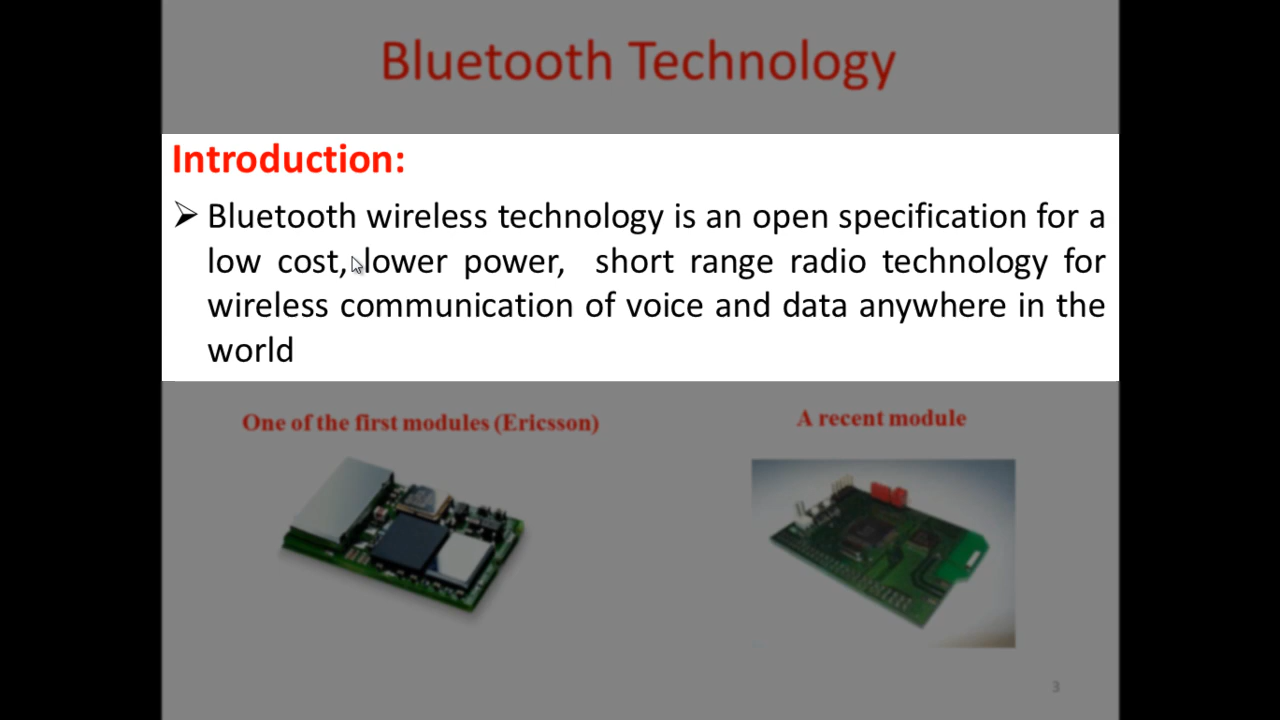 Bluetooth Technology
Introduction:
➢ Bluetooth wireless technology is an open specification for a
low cost, lower power, short range radio technology for
wireless communication of voice and data anywhere in the
world
One of the first modules (Ericsson)
A recent module
3